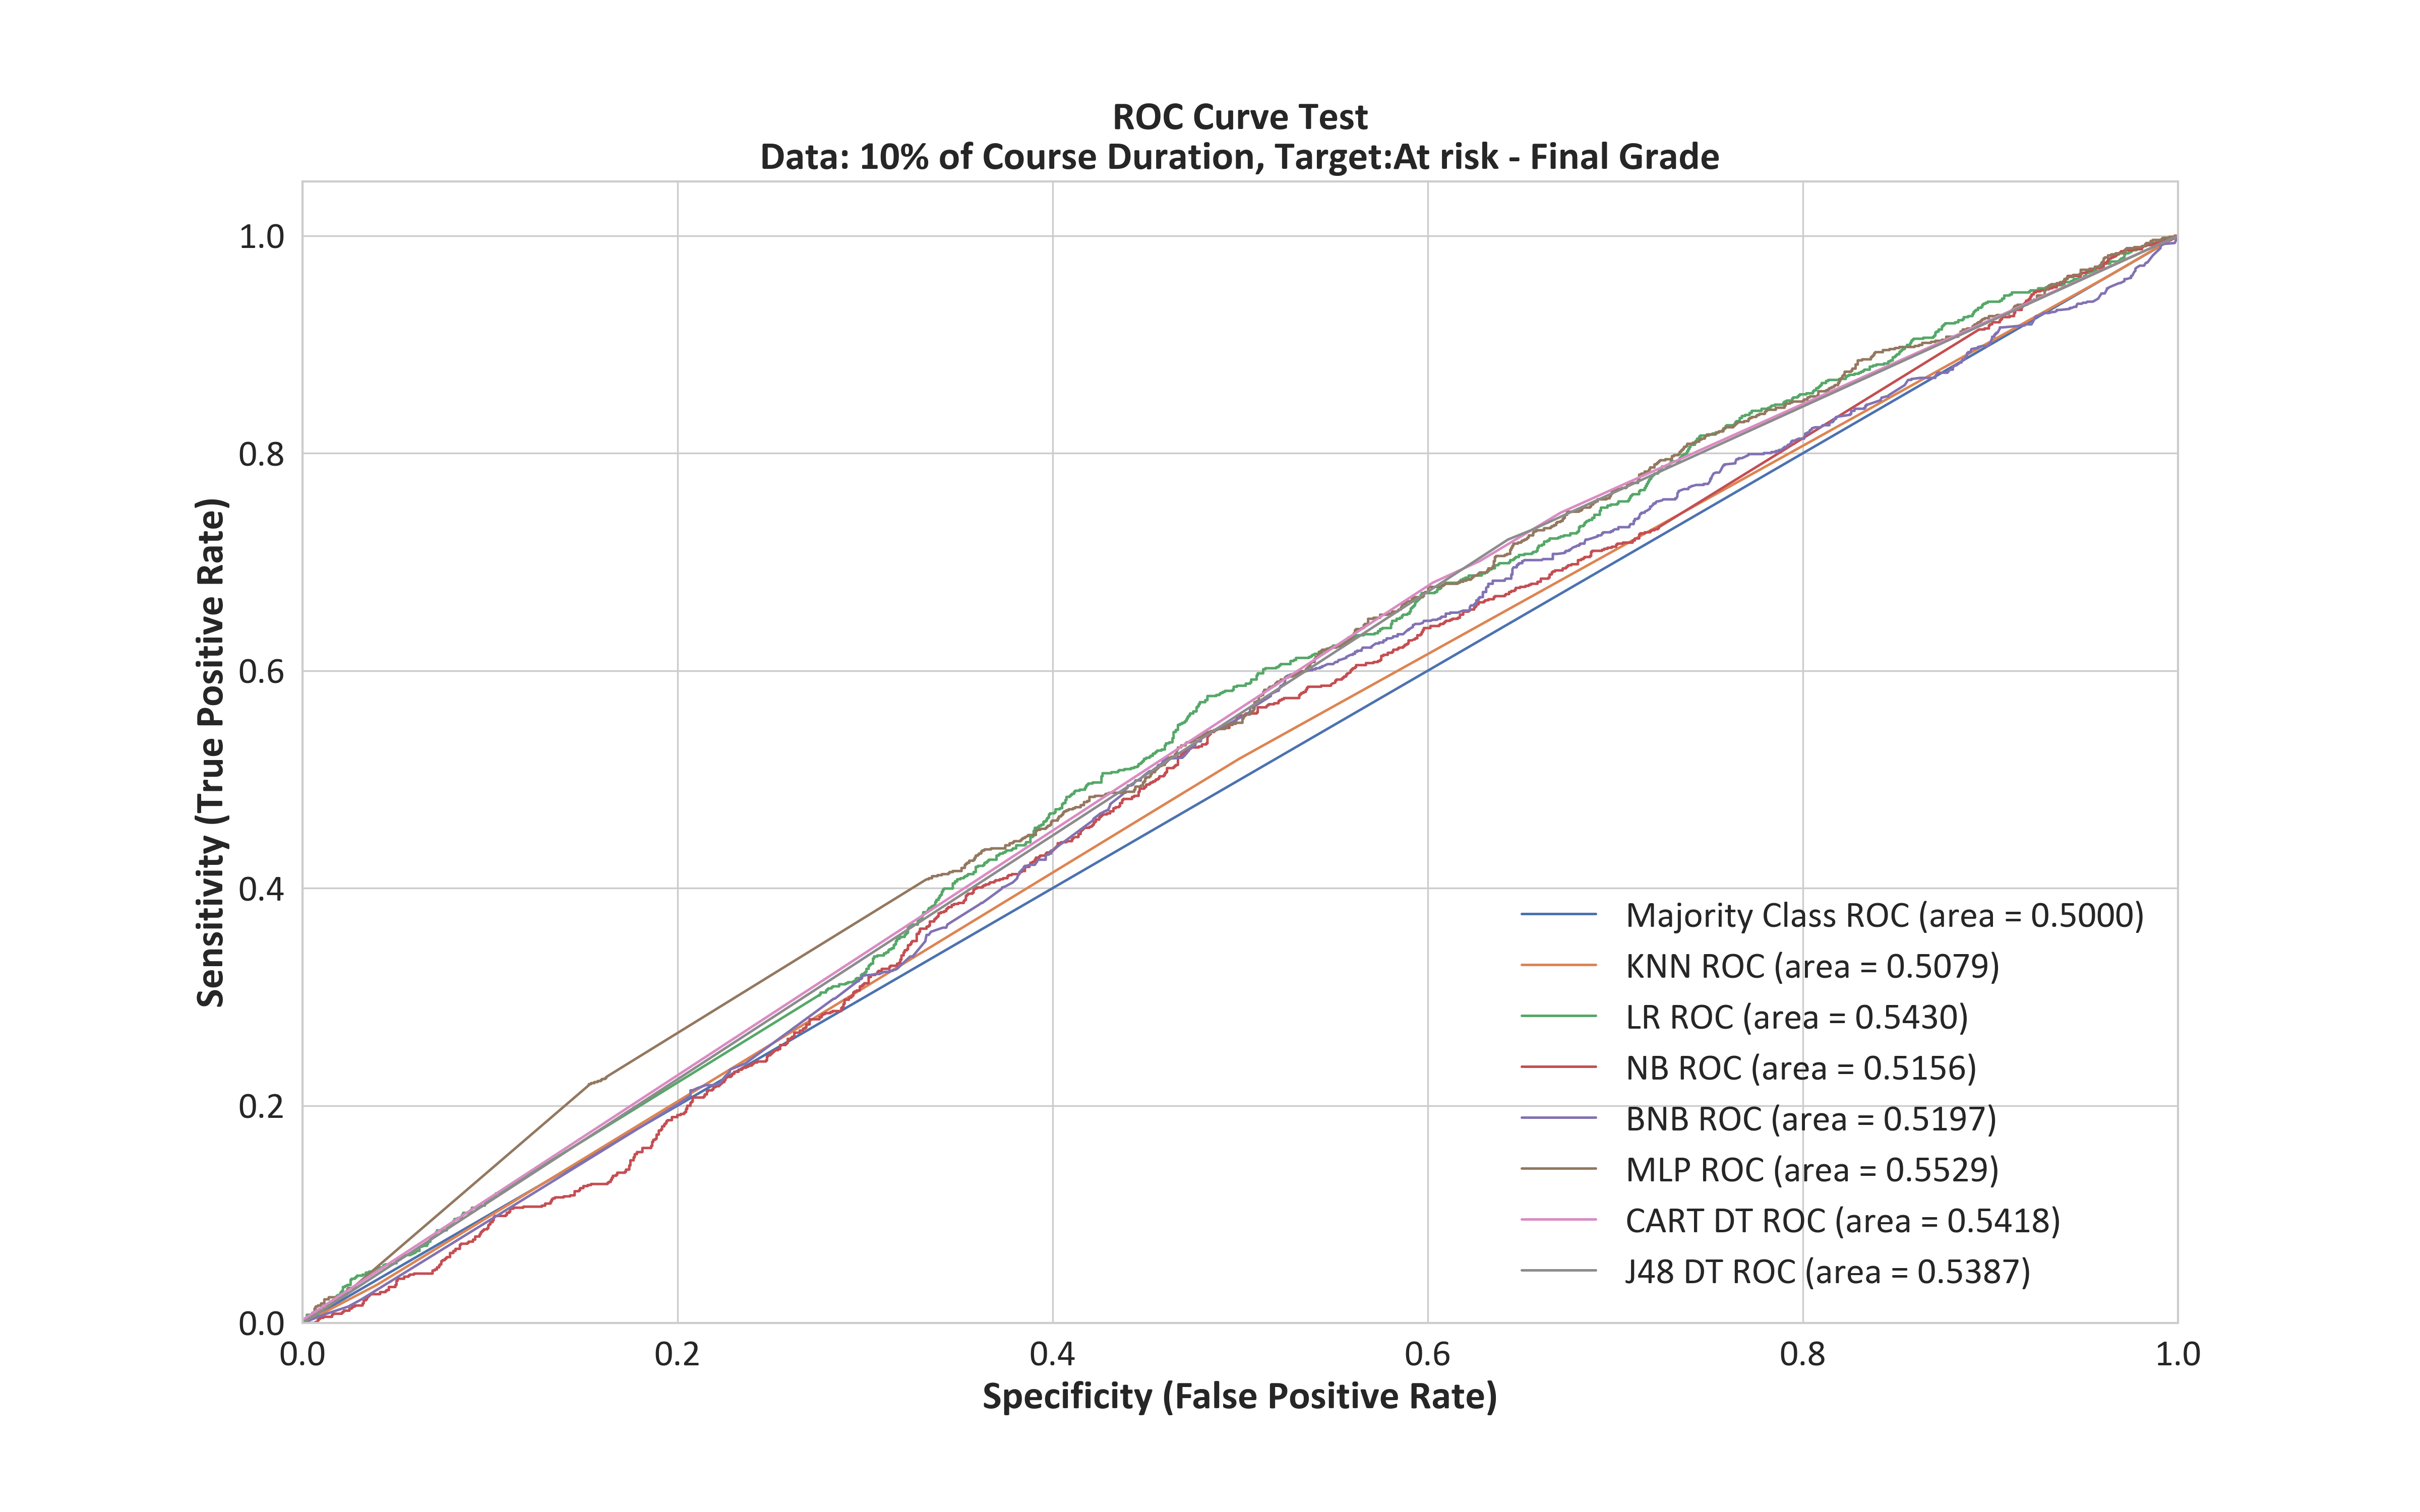 ROC Curve Test
Data: 10% of Course Duration, Target:At risk - Final Grade
Sensitivity (True Positive Rate)
1.0
0.8
0.6
0.4
0.2
0.0
Majority Class ROC (area = 0.5000)
KNN ROC (area = 0.5079)
LR ROC (area = 0.5430)
NB ROC (area = 0.5156)
BNB ROC (area = 0.5197)
MLP ROC (area = 0.5529)
CART DT ROC (area = 0.5418)
J48 DT ROC (area = 0.5387)
0.0 0.2 0.4 0.6 0.8 1.0
Specificity (False Positive Rate)